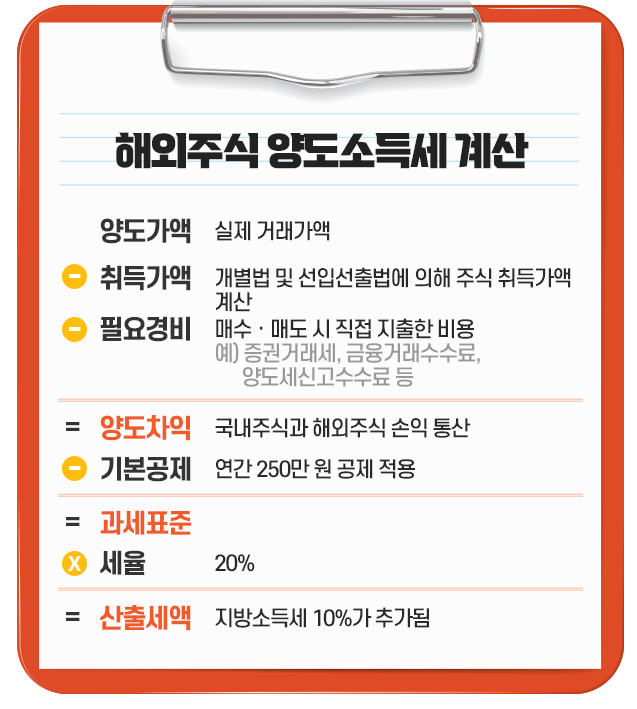 해외주식 양도소득세 계산
양도가액 실제 거래가액
- 취득가액 개별법 및 선입선출법에 의해 주식 취득가액
계산
- 필요경비 매수 · 매도 시 직접 지출한 비용
예) 증권거래세, 금융거래수수료,
양도세신고수수료 등
= 양도차익 국내주식과 해외주식 손익 통산
- 기본공제 연간 250만 원 공제 적용
= 과세표준
X 세율 20%
= 산출세액 지방소득세 10%가 추가됨